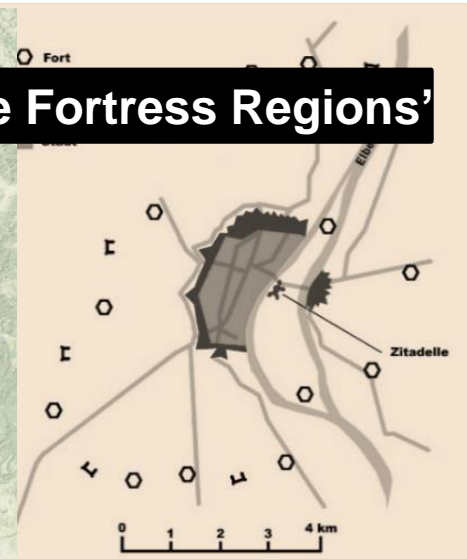 Fort
e Fortress Regions’
Elbe
Zitadelle
0 1 2 3 4 km